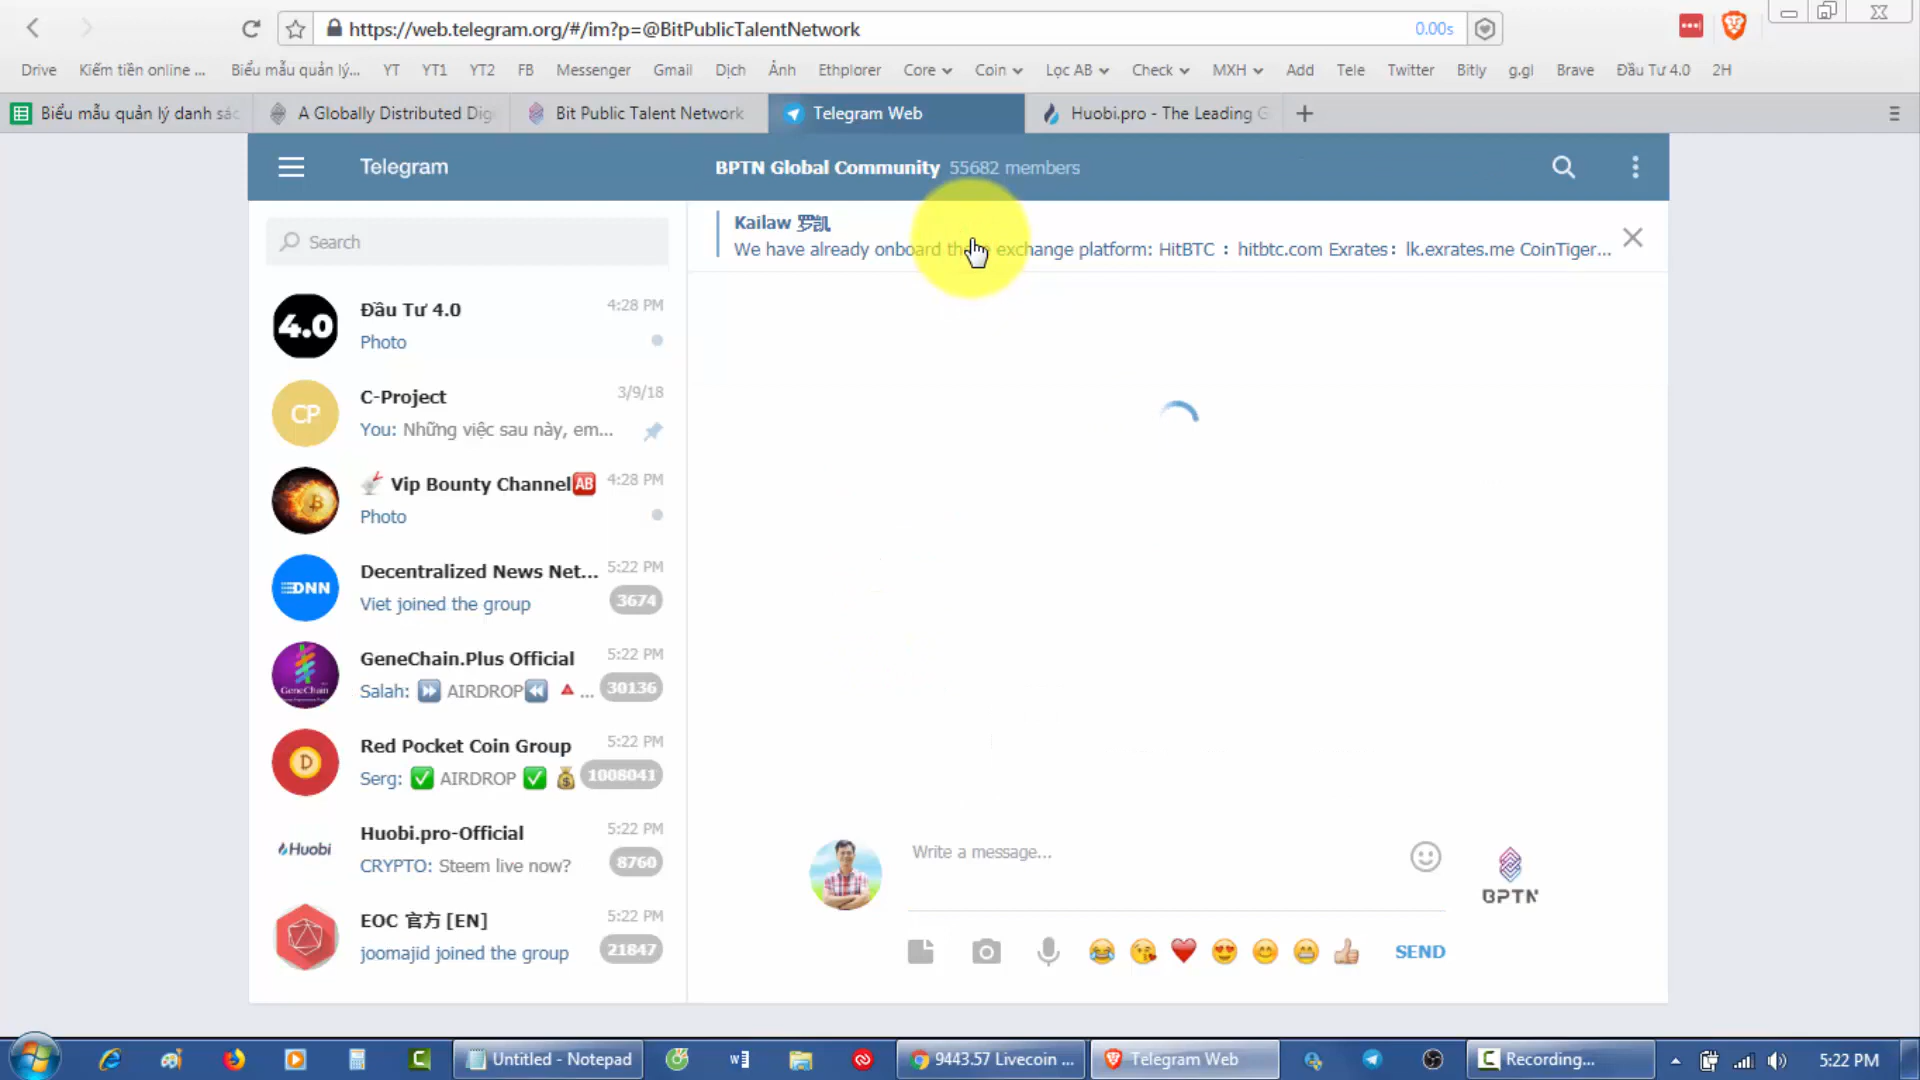 https://web.telegram.org/#/im?p=@BitPublicTalentNetwork 0.00s
Drive Kiếm tiền online ... Biểu mẫu quản lý... YT YT1 YT2 FB Messenger Gmail Dịch Ảnh Ethplorer Core Coin Lọc AB Check MXH Add Tele Twitter Bitly g.gl Brave Đầu Tư 4.0 2H
Biểu mẫu quản lý danh sác A Globally Distributed Dig Bit Public Talent Network Telegram Web Huobi.pro - The Leading G
Telegram BPTN Global Community 55682 members
Kailaw 罗凯
We have already onboard exchange platform: HitBTC : hitbtc.com Exrates: lk.exrates.me CoinTiger...
Search
Đầu Tư 4.0 4:28 PM
4.0
Photo
C-Project 3/9/18
CP
You: Những việc sau này, em...
Vip Bounty Channel AB 4:28 PM
Photo
Decentralized News Net... 5:22 PM
DNN
Viet joined the group 3674
GeneChain.Plus Official 5:22 PM
GeneChain
Salah: AIRDROP ... 30136
Red Pocket Coin Group 5:22 PM
D
Serg: AIRDROP 1008041
Huobi.pro-Official 5:22 PM
Huobi
CRYPTO: Steem live now? 8760
EOC 官方 [EN] 5:22 PM
joomajid joined the group 21847
Write a message...
BPTN
SEND
Untitled - Notepad 9443.57 Livecoin ... Telegram Web Recording... 5:22 PM